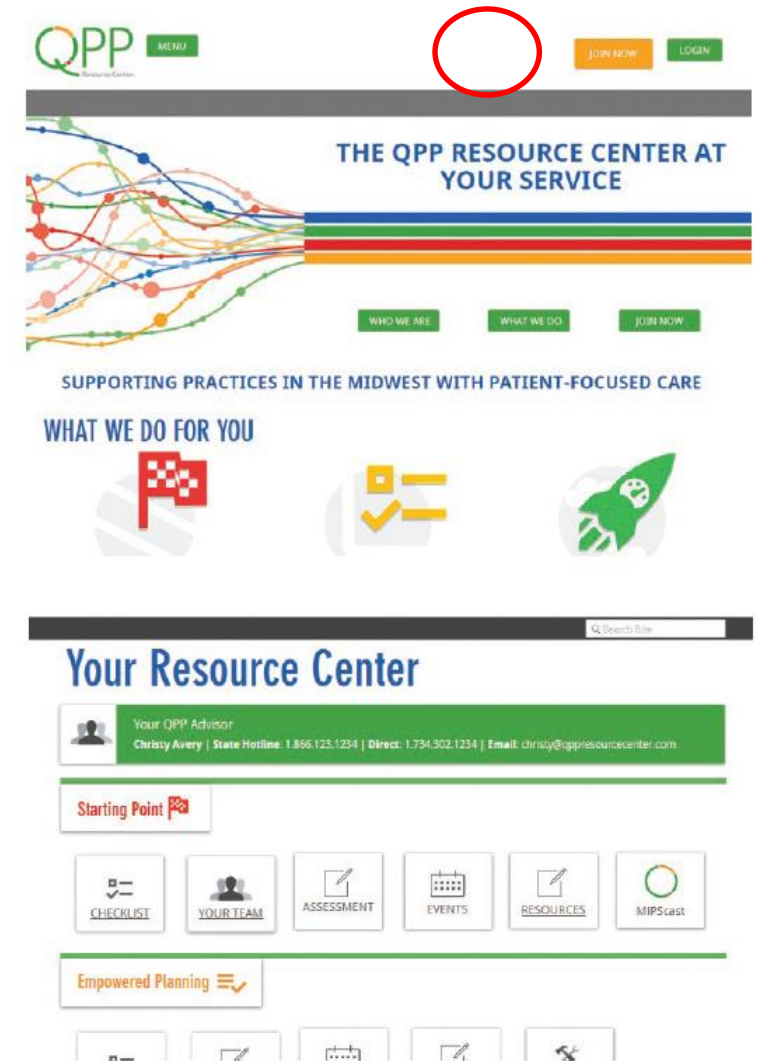 QPP
Resource Center
MENU
JOIN NOW
LOGIN
THE QPP RESOURCE CENTER AT
YOUR SERVICE
WHO WE ARE
WHAT WE DO
JOIN NOW
SUPPORTING PRACTICES IN THE MIDWEST WITH PATIENT-FOCUSED CARE
WHAT WE DO FOR YOU
Search Site
Your Resource Center
Your QPP Advisor
Christy Avery | State Hotline: 1.866.123.1234 | Direct: 1.734.302.1234 | Email: christy@qppresourcecenter.com
Starting Point
CHECKLIST
YOUR TEAM
ASSESSMENT
EVENTS
RESOURCES
MIPScast
Empowered Planning